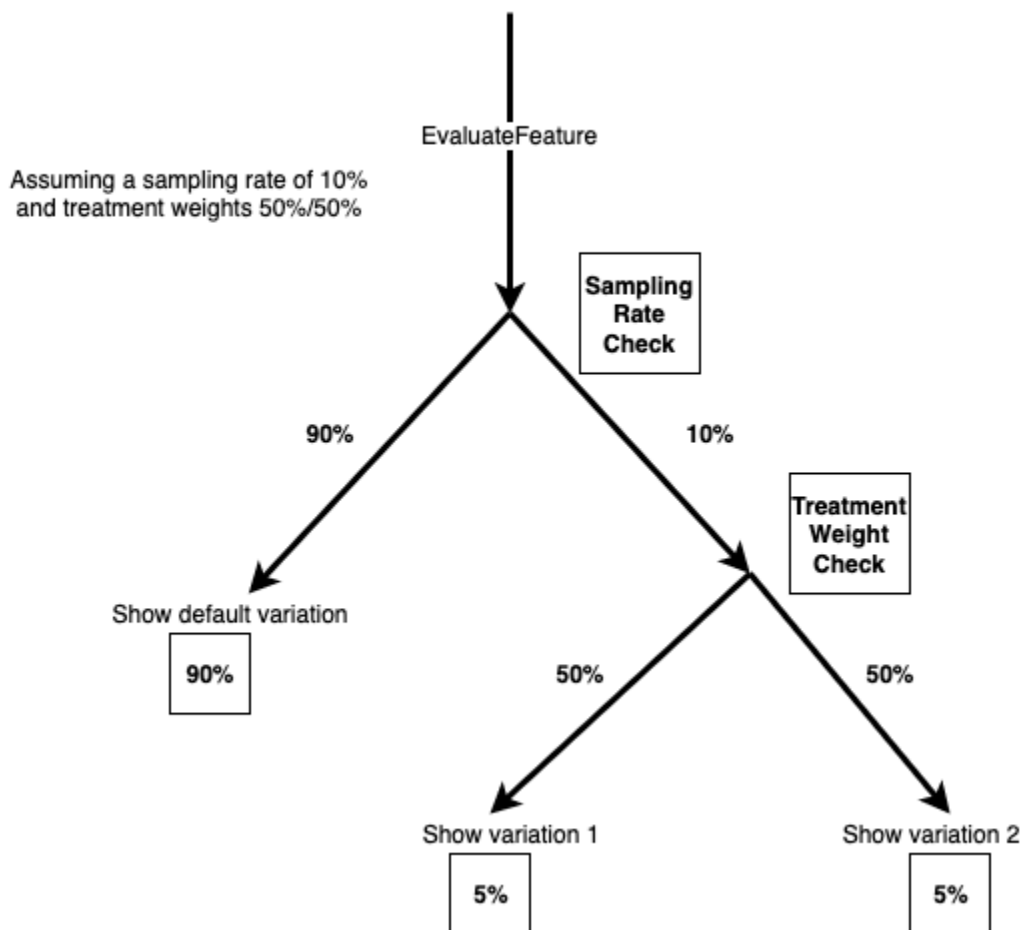 EvaluateFeature
Assuming a sampling rate of 10%
and treatment weights 50%/50%
Sampling
Rate
Check
90%
10%
Treatment
Weight
Check
Show default variation
90%
50%
50%
Show variation 1
Show variation 2
5%
5%